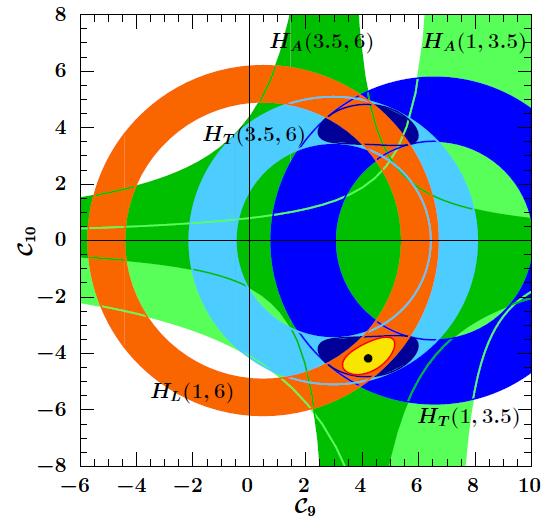 8
H_A(3.5, 6) H_A(1, 3.5)
6
4
H_T(3.5, 6)
2
C_10
0
−2
−4
H_L(1, 6)
−6
H_T(1, 3.5)
−8
−6 −4 −2 0 2 4 6 8 10
C_9